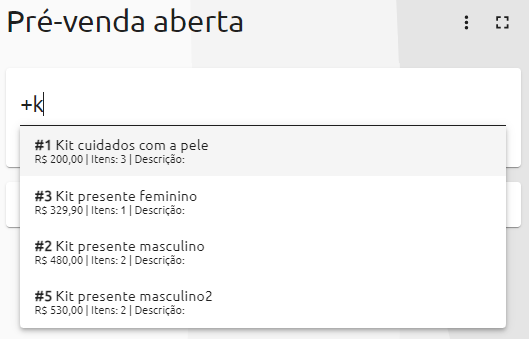 Pré-venda aberta
+k
#1 Kit cuidados com a pele
R$ 200,00 | Itens: 3 | Descrição:
#3 Kit presente feminino
R$ 329,90 | Itens: 1 | Descrição:
#2 Kit presente masculino
R$ 480,00 | Itens: 2 | Descrição:
#5 Kit presente masculino2
R$ 530,00 | Itens: 2 | Descrição: